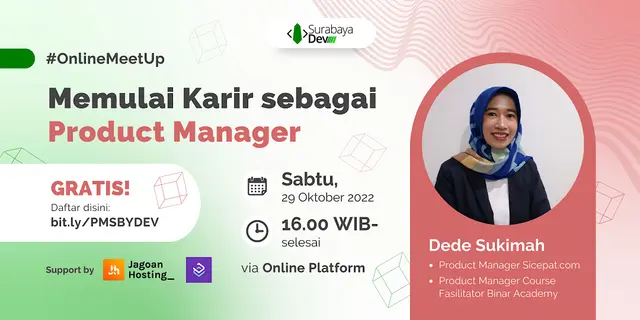 Surabaya
Dev
#OnlineMeetUp
Memulai Karir sebagai
Product Manager
GRATIS!
Daftar disini:
bit.ly/PMSBYDEV
Sabtu,
29 Oktober 2022
16.00 WIB-
selesai
via Online Platform
Support by
Jh
Jagoan
Hosting_
Dede Sukimah
• Product Manager Sicepat.com
• Product Manager Course
Fasilitator Binar Academy